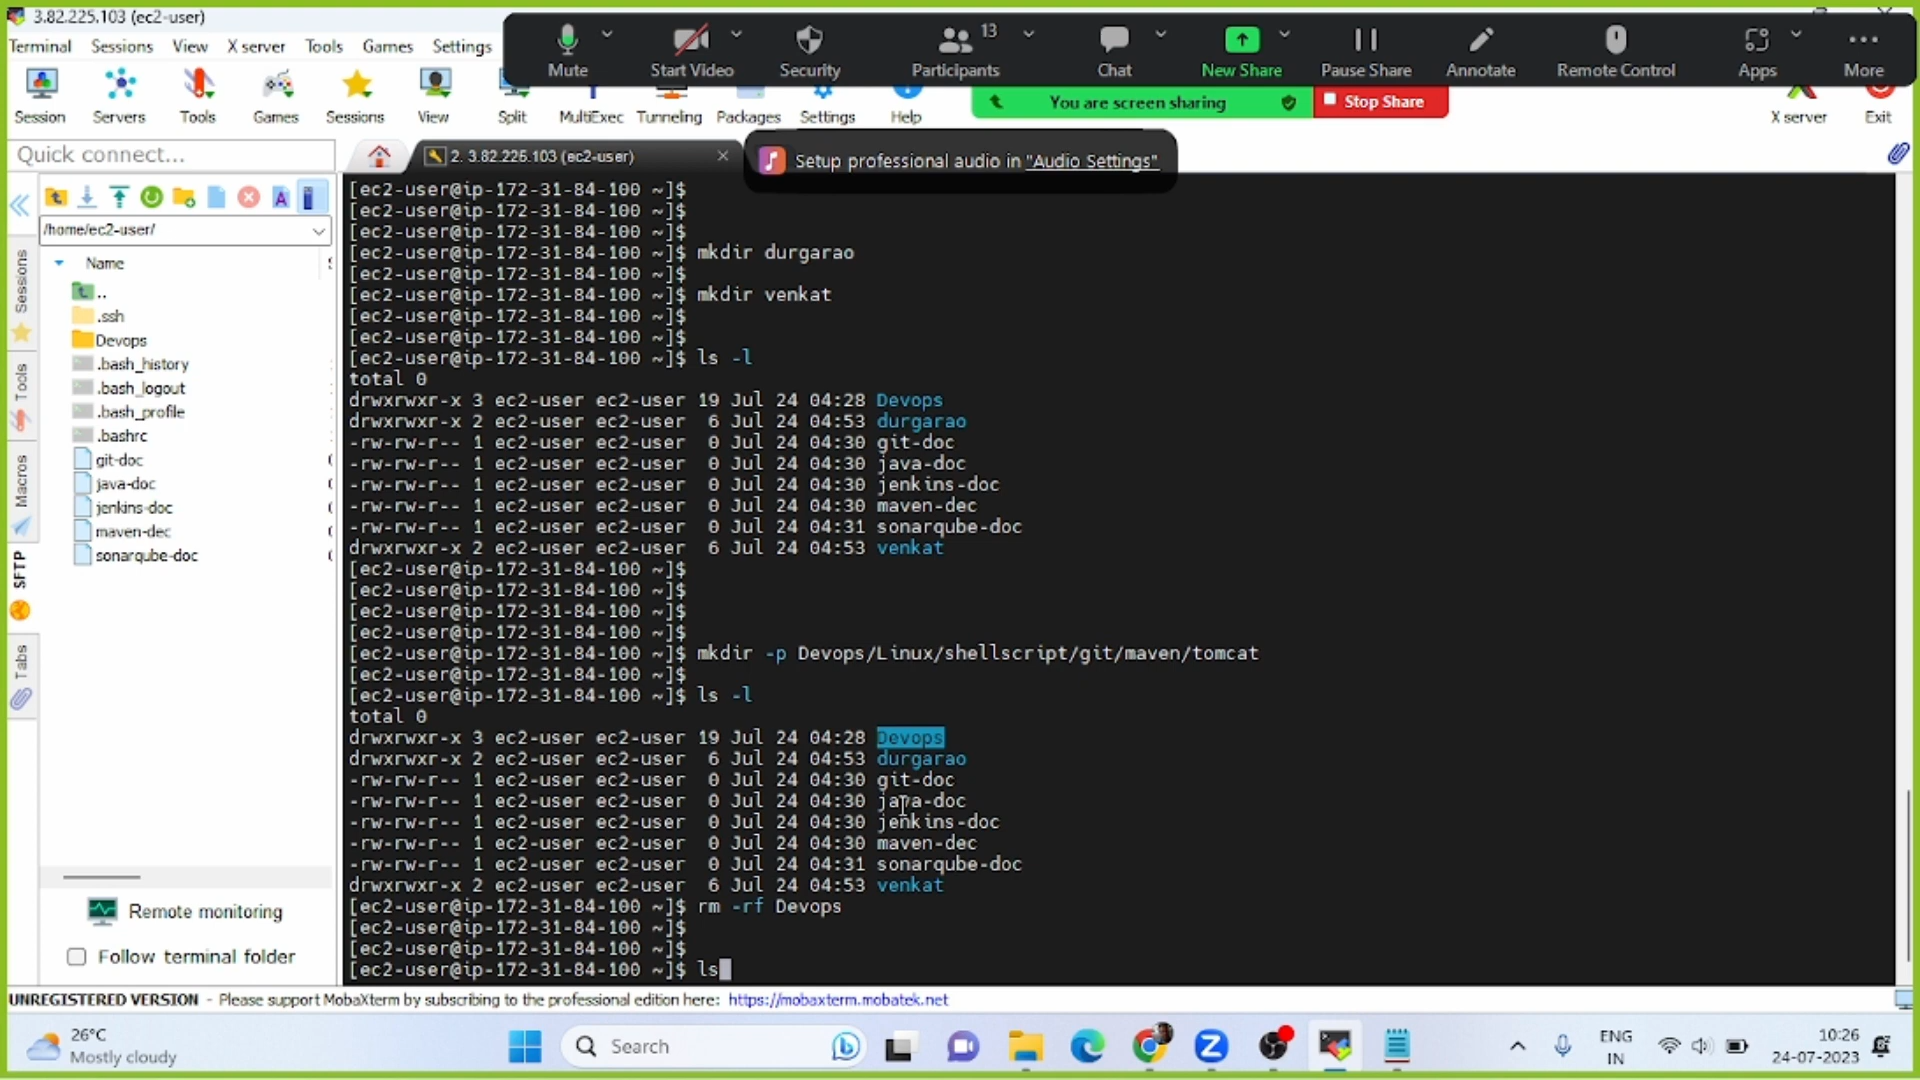 3.82.225.103 (ec2-user)
Terminal Sessions View X server Tools Games Settings
Mute Start Video Security Participants 13 Chat New Share Pause Share Annotate Remote Control Apps More
You are screen sharing Stop Share
Session Servers Tools Games Sessions View Split MultiExec Tunneling Packages Settings Help X server Exit
Quick connect...
2. 3.82.225.103 (ec2-user)
Setup professional audio in "Audio Settings"
/home/ec2-user/
Name
..
.ssh
Devops
.bash_history
.bash_logout
.bash_profile
.bashrc
git-doc
java-doc
jenkins-doc
maven-dec
sonarqube-doc
Sessions
Tools
Macros
SFTP
Tabs
Remote monitoring
Follow terminal folder
[ec2-user@ip-172-31-84-100 ~]$
[ec2-user@ip-172-31-84-100 ~]$
[ec2-user@ip-172-31-84-100 ~]$
[ec2-user@ip-172-31-84-100 ~]$ mkdir durgarao
[ec2-user@ip-172-31-84-100 ~]$
[ec2-user@ip-172-31-84-100 ~]$ mkdir venkat
[ec2-user@ip-172-31-84-100 ~]$
[ec2-user@ip-172-31-84-100 ~]$
[ec2-user@ip-172-31-84-100 ~]$ ls -l
total 0
drwxrwxr-x 3 ec2-user ec2-user 19 Jul 24 04:28 Devops
drwxrwxr-x 2 ec2-user ec2-user 6 Jul 24 04:53 durgarao
-rw-rw-r-- 1 ec2-user ec2-user 0 Jul 24 04:30 git-doc
-rw-rw-r-- 1 ec2-user ec2-user 0 Jul 24 04:30 java-doc
-rw-rw-r-- 1 ec2-user ec2-user 0 Jul 24 04:30 jenkins-doc
-rw-rw-r-- 1 ec2-user ec2-user 0 Jul 24 04:30 maven-dec
-rw-rw-r-- 1 ec2-user ec2-user 0 Jul 24 04:31 sonarqube-doc
drwxrwxr-x 2 ec2-user ec2-user 6 Jul 24 04:53 venkat
[ec2-user@ip-172-31-84-100 ~]$
[ec2-user@ip-172-31-84-100 ~]$
[ec2-user@ip-172-31-84-100 ~]$
[ec2-user@ip-172-31-84-100 ~]$
[ec2-user@ip-172-31-84-100 ~]$ mkdir -p Devops/Linux/shellscript/git/maven/tomcat
[ec2-user@ip-172-31-84-100 ~]$
[ec2-user@ip-172-31-84-100 ~]$ ls -l
total 0
drwxrwxr-x 3 ec2-user ec2-user 19 Jul 24 04:28 Devops
drwxrwxr-x 2 ec2-user ec2-user 6 Jul 24 04:53 durgarao
-rw-rw-r-- 1 ec2-user ec2-user 0 Jul 24 04:30 git-doc
-rw-rw-r-- 1 ec2-user ec2-user 0 Jul 24 04:30 java-doc
-rw-rw-r-- 1 ec2-user ec2-user 0 Jul 24 04:30 jenkins-doc
-rw-rw-r-- 1 ec2-user ec2-user 0 Jul 24 04:30 maven-dec
-rw-rw-r-- 1 ec2-user ec2-user 0 Jul 24 04:31 sonarqube-doc
drwxrwxr-x 2 ec2-user ec2-user 6 Jul 24 04:53 venkat
[ec2-user@ip-172-31-84-100 ~]$ rm -rf Devops
[ec2-user@ip-172-31-84-100 ~]$
[ec2-user@ip-172-31-84-100 ~]$
[ec2-user@ip-172-31-84-100 ~]$ ls
UNREGISTERED VERSION - Please support MobaXterm by subscribing to the professional edition here: https://mobaxterm.mobatek.net
26°C
Mostly cloudy
Search
ENG
IN
10:26
24-07-2023